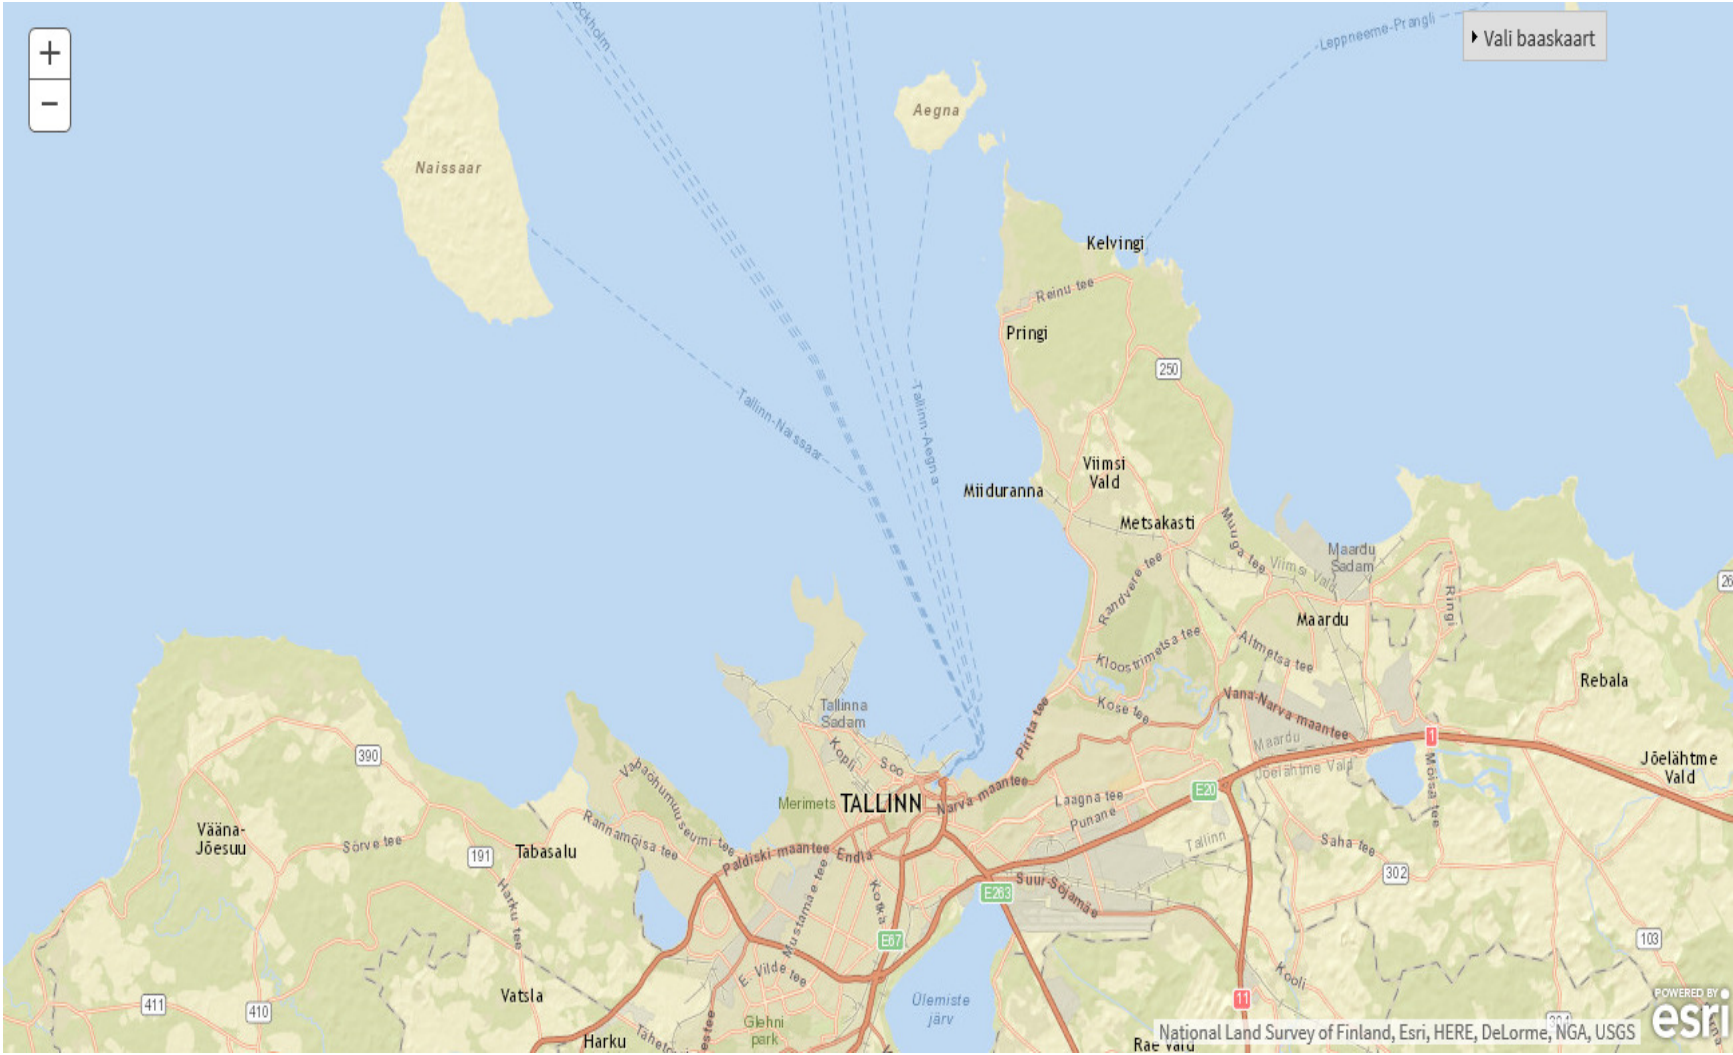 +
−
Vali baaskaart
Leppneeme-Prangli
Aegna
Naissaar
Kelvingi
Reinu tee
Pringi
250
Tallinn-Naissaar
Tallinn-Aegna
Viimsi
Vald
Miiduranna
Metsakasti
Muuga tee
Maardu
Sadam
Viimsi Vald
Randvere tee
Ringi
Maardu
Kloostrimetsa tee
Altmetsa tee
Rebala
Vana-Narva maantee
Kose tee
Pirita tee
Tallinna
Sadam
Kopli
Soo
Maardu
Jõelähtme Vald
1
Mõisa tee
Jõelähtme
Vald
390
Vabaõhumuuseumi tee
Merimets
TALLINN
Narva maantee
Laagna tee
Punane
E20
Tallinn
Vääna-
Jõesuu
Sõrve tee
191
Tabasalu
Rannamõisa tee
Paldiski maantee
Endla
Saha tee
302
Harku tee
Mustamäe tee
E263
Suur-Sõjamäe
E67
103
E. Vilde tee
Kooli
Vatsla
411
410
Ülemiste
järv
11
Glehni
park
Harku
Rae Vald
National Land Survey of Finland, Esri, HERE, DeLorme, NGA, USGS
POWERED BY
esri